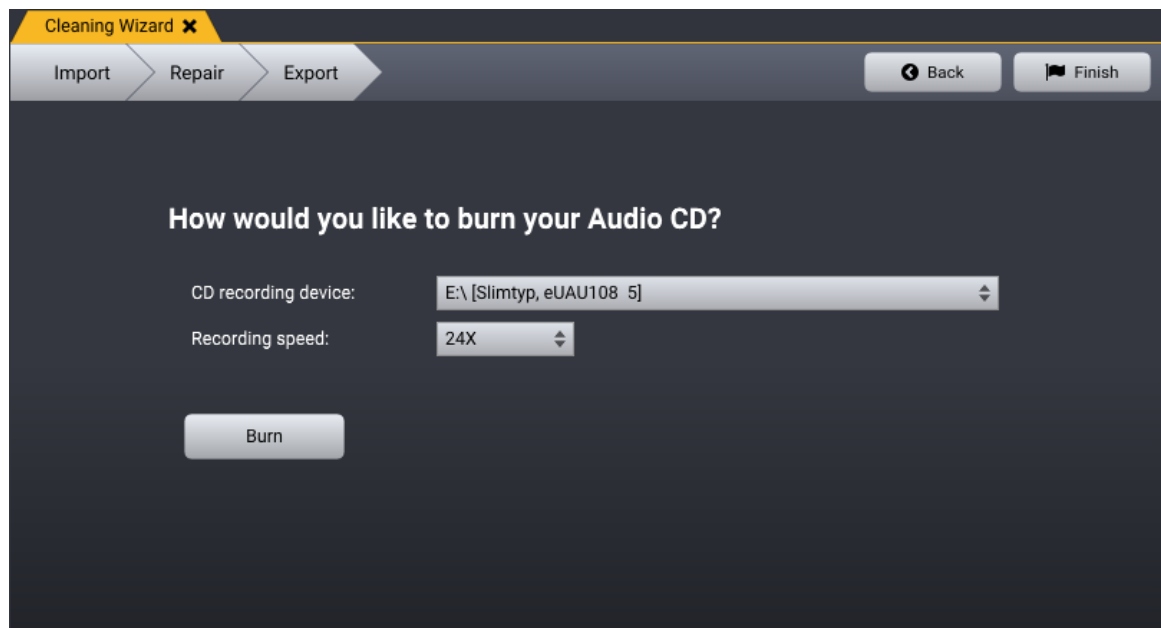 Cleaning Wizard
Import Repair Export Back Finish
How would you like to burn your Audio CD?
CD recording device: E:\ [Slimtyp, eUAU108  5]
Recording speed: 24X
Burn